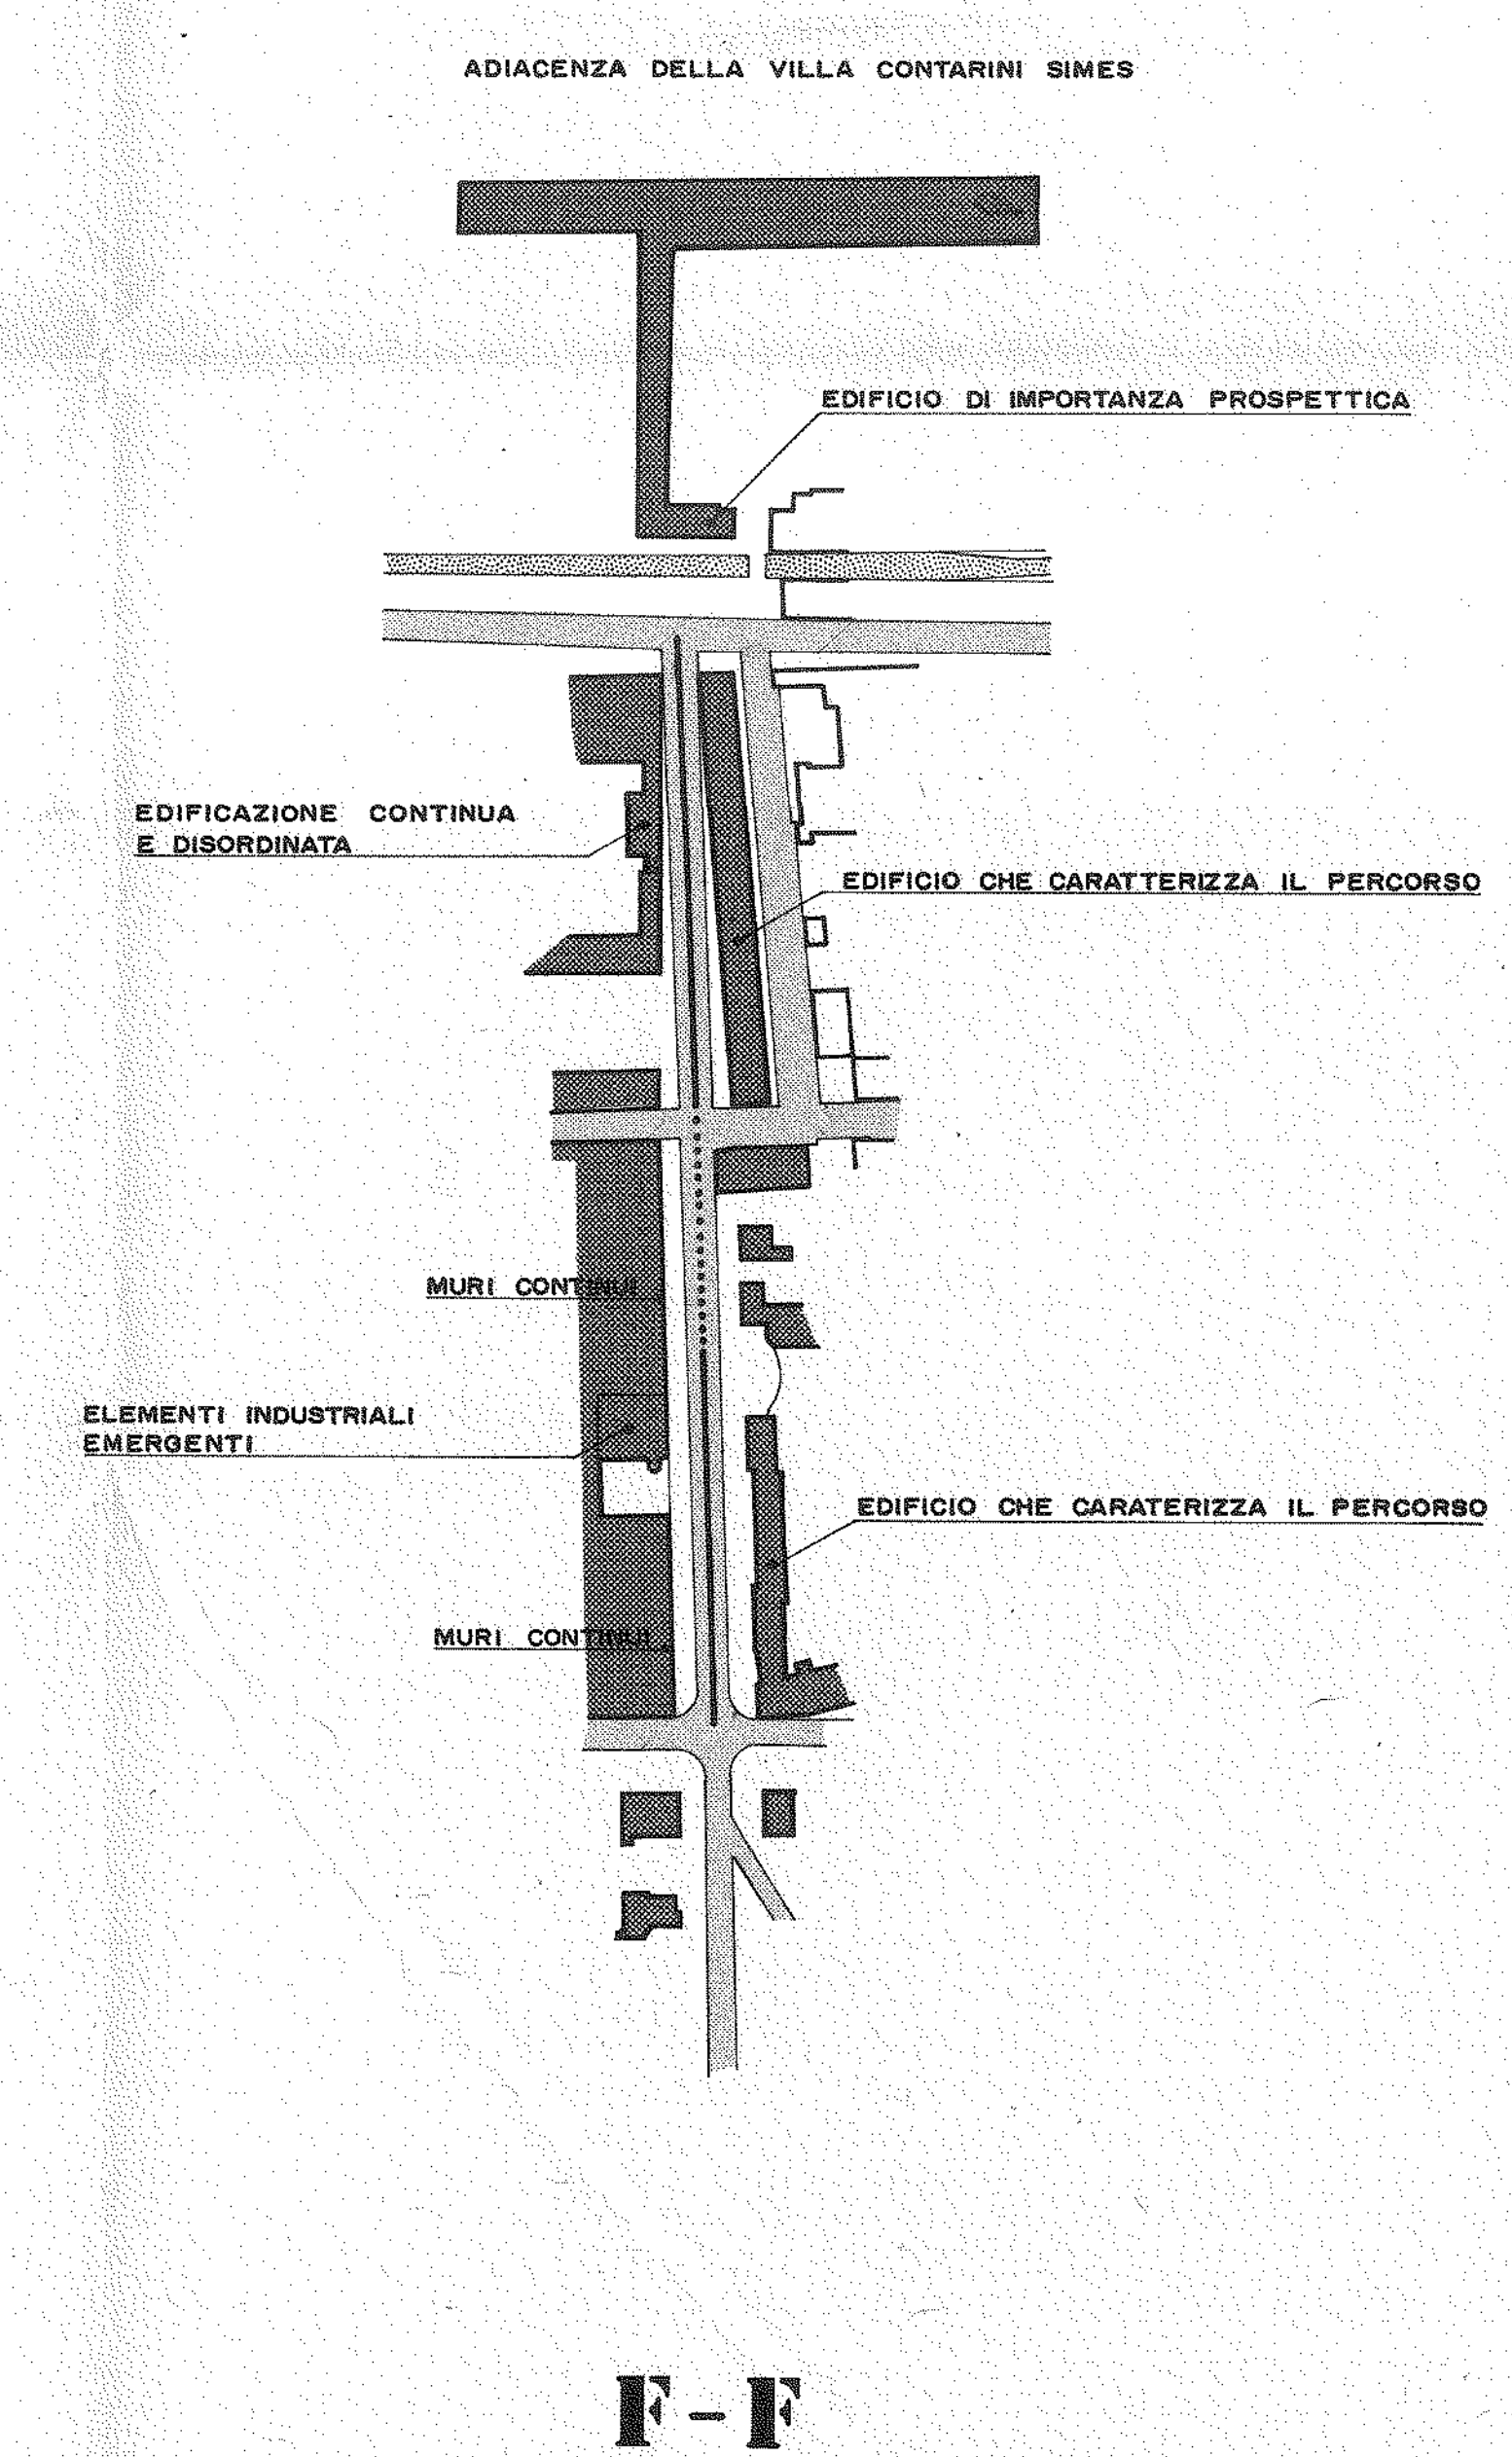 ADIACENZA DELLA VILLA CONTARINI SIMES
EDIFICIO DI IMPORTANZA PROSPETTICA
EDIFICAZIONE CONTINUA
E DISORDINATA
EDIFICIO CHE CARATTERIZZA IL PERCORSO
MURI CONTINUI
ELEMENTI INDUSTRIALI
EMERGENTI
EDIFICIO CHE CARATERIZZA IL PERCORSO
MURI CONTINUI
F - F